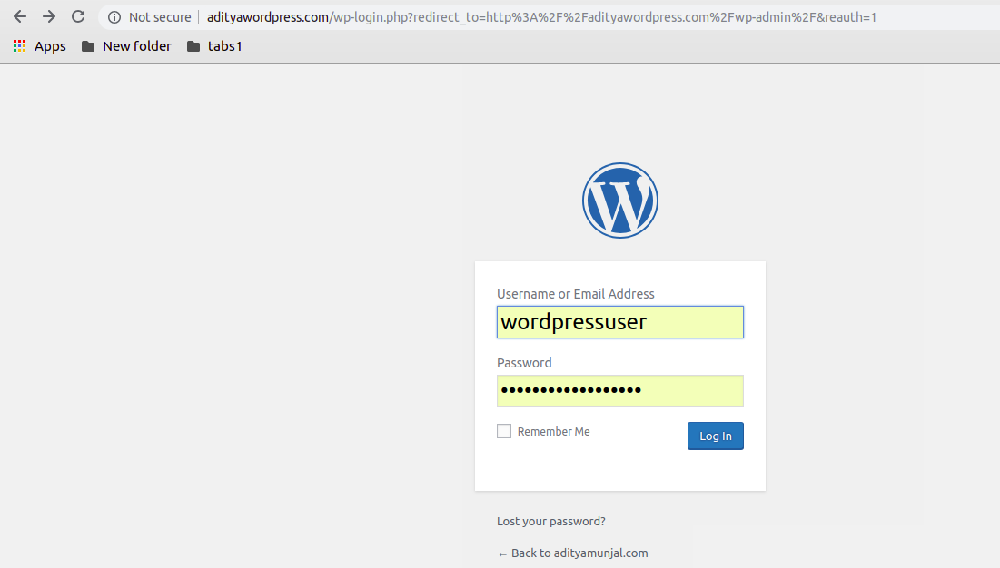 Not secure adityawordpress.com/wp-login.php?redirect_to=http%3A%2F%2Fadityawordpress.com%2Fwp-admin%2F&reauth=1
Apps New folder tabs1
Username or Email Address
wordpressuser
Password
••••••••••••••••••
Remember Me Log In
Lost your password?
← Back to adityamunjal.com